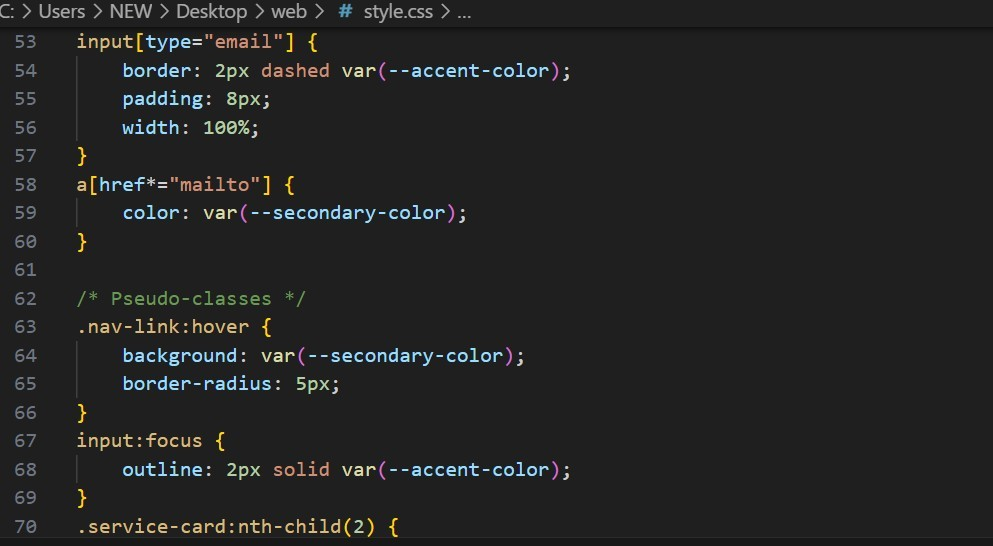 C: > Users > NEW > Desktop > web > # style.css > ...
53 input[type="email"] {
54 border: 2px dashed var(--accent-color);
55 padding: 8px;
56 width: 100%;
57 }
58 a[href*="mailto"] {
59 color: var(--secondary-color);
60 }
61
62 /* Pseudo-classes */
63 .nav-link:hover {
64 background: var(--secondary-color);
65 border-radius: 5px;
66 }
67 input:focus {
68 outline: 2px solid var(--accent-color);
69 }
70 .service-card:nth-child(2) {